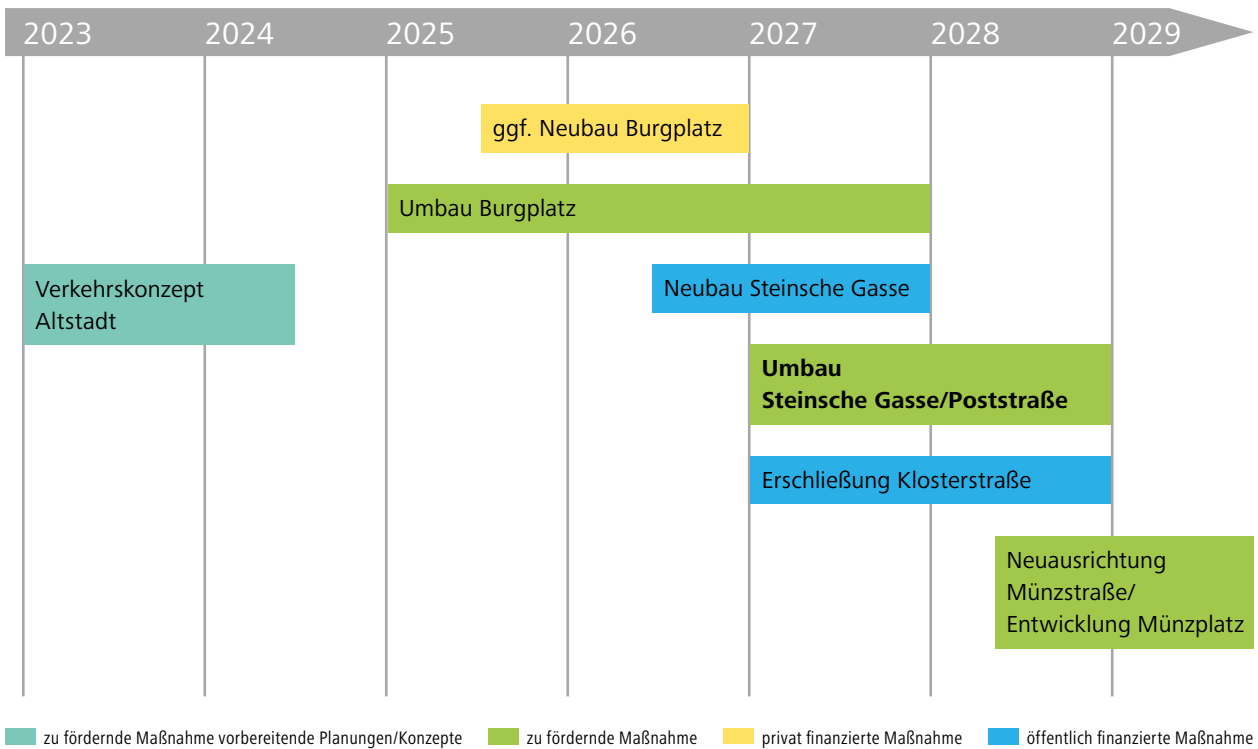 2023 2024 2025 2026 2027 2028 2029
ggf. Neubau Burgplatz
Umbau Burgplatz
Verkehrskonzept
Altstadt
Neubau Steinsche Gasse
Umbau
Steinsche Gasse/Poststraße
Erschließung Klosterstraße
Neuausrichtung
Münzstraße/
Entwicklung Münzplatz
zu fördernde Maßnahme vorbereitende Planungen/Konzepte zu fördernde Maßnahme privat finanzierte Maßnahme öffentlich finanzierte Maßnahme